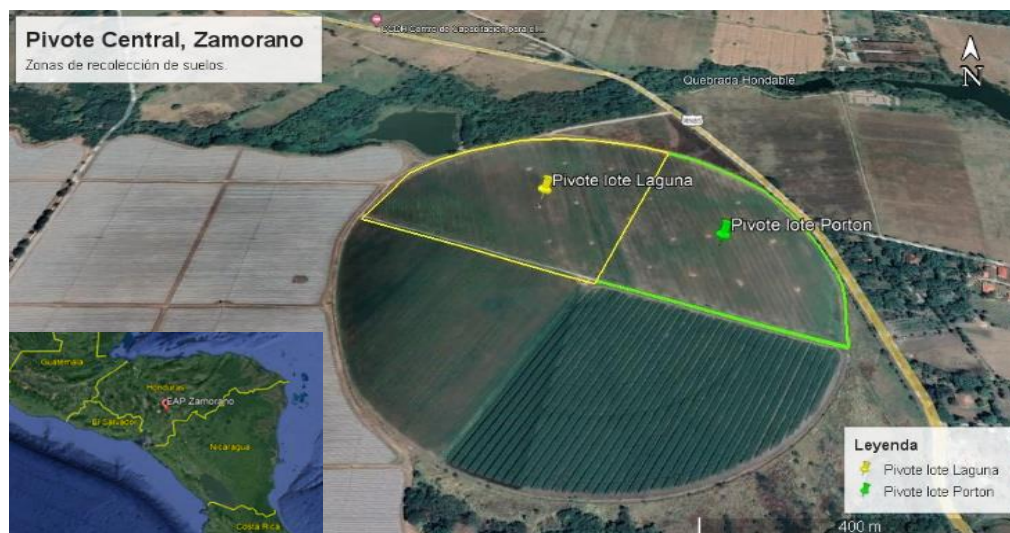 Pivote Central, Zamorano
Zonas de recolección de suelos.
Quebrada Hondable
N
Pivote lote Laguna
Pivote lote Porton
Guatemala
Honduras
EAP Zamorano
El Salvador
Nicaragua
Costa Rica
Leyenda
Pivote lote Laguna
Pivote lote Porton
400 m